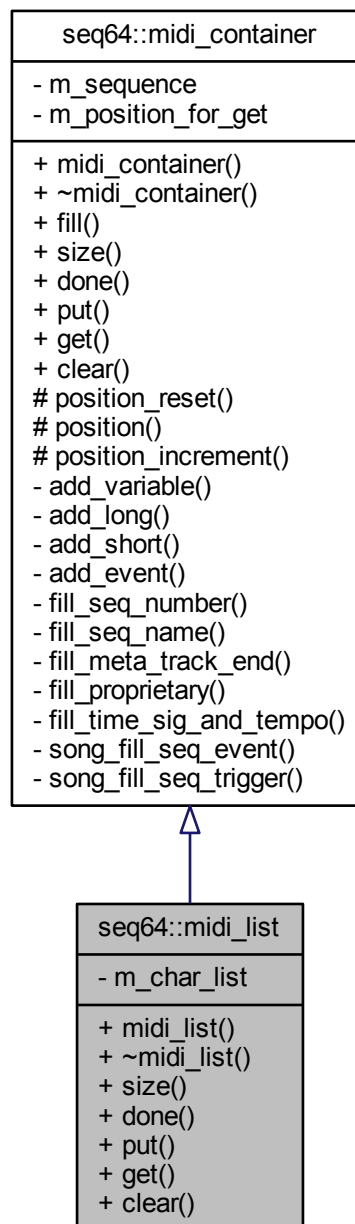 seq64::midi_container
- m_sequence
- m_position_for_get
+ midi_container()
+ ~midi_container()
+ fill()
+ size()
+ done()
+ put()
+ get()
+ clear()
# position_reset()
# position()
# position_increment()
- add_variable()
- add_long()
- add_short()
- add_event()
- fill_seq_number()
- fill_seq_name()
- fill_meta_track_end()
- fill_proprietary()
- fill_time_sig_and_tempo()
- song_fill_seq_event()
- song_fill_seq_trigger()
seq64::midi_list
- m_char_list
+ midi_list()
+ ~midi_list()
+ size()
+ done()
+ put()
+ get()
+ clear()